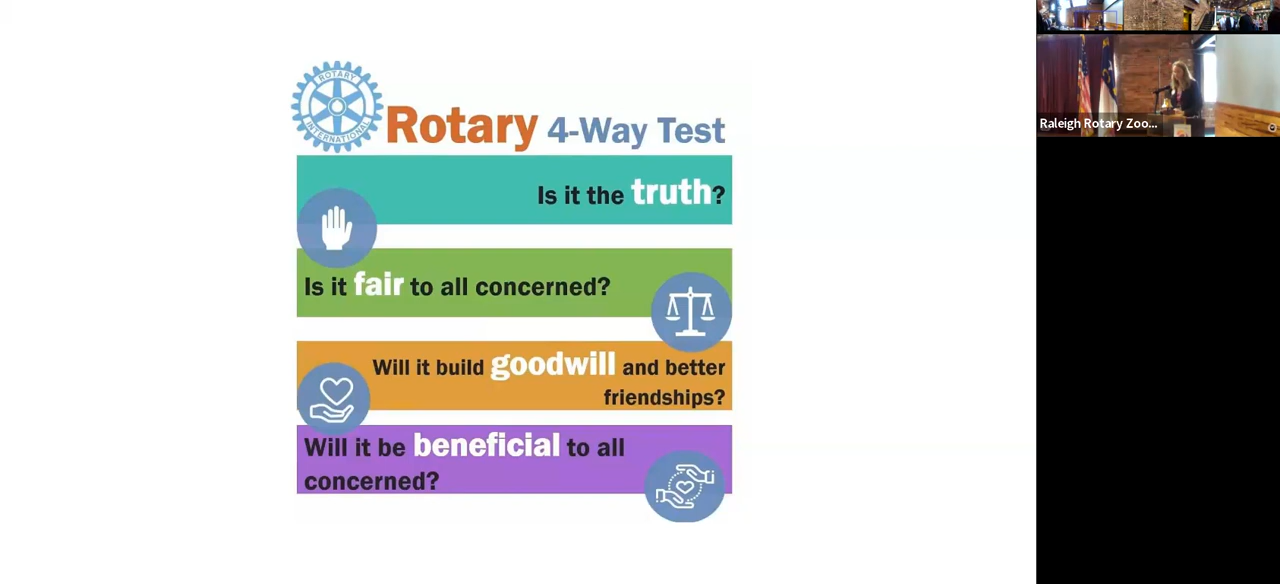 ROTARY
INTERNATIONAL
Rotary 4-Way Test
Is it the truth?
Is it fair to all concerned?
Will it build goodwill and better
friendships?
Will it be beneficial to all
concerned?
Raleigh Rotary Zoo...